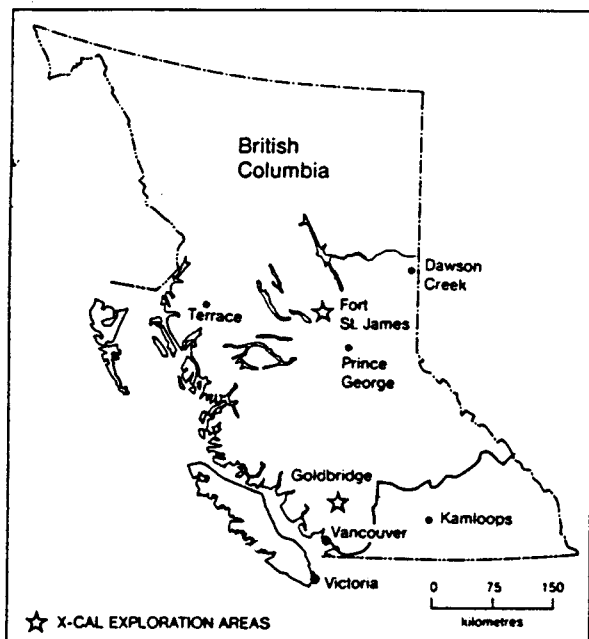 British
Columbia
Dawson
Creek
Fort
St. James
Terrace
Prince
George
Goldbridge
Kamloops
Vancouver
Victoria
0 75 150
kilometres
X-CAL EXPLORATION AREAS